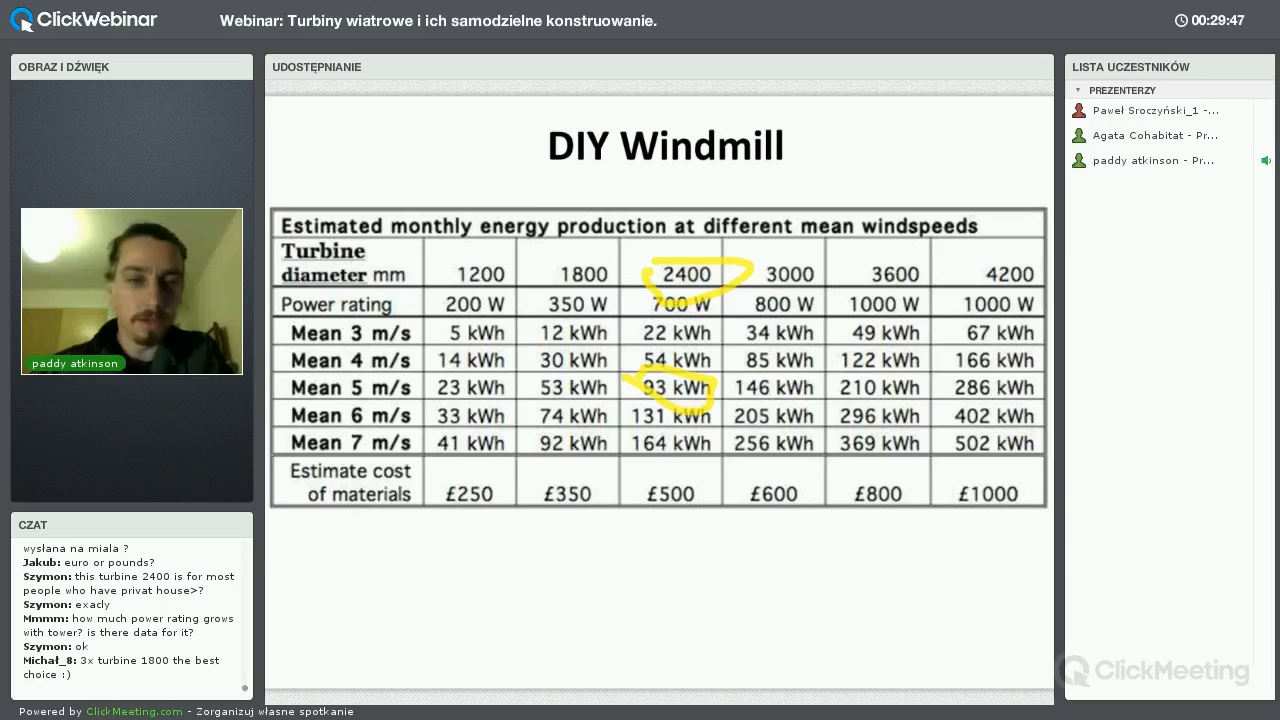 ClickWebinar
Webinar: Turbiny wiatrowe i ich samodzielne konstruowanie.
00:29:47
OBRAZ I DŹWIĘK
paddy atkinson
CZAT
wysłana na miala ?
Jakub: euro or pounds?
Szymon: this turbine 2400 is for most
people who have privat house>?
Szymon: exacly
Mmmm: how much power rating grows
with tower? is there data for it?
Szymon: ok
Michał_8: 3x turbine 1800 the best
choice :)
UDOSTĘPNIANIE
DIY Windmill
Estimated monthly energy production at different mean windspeeds
Turbine
diameter mm 1200 1800 2400 3000 3600 4200
Power rating 200 W 350 W 700 W 800 W 1000 W 1000 W
Mean 3 m/s 5 kWh 12 kWh 22 kWh 34 kWh 49 kWh 67 kWh
Mean 4 m/s 14 kWh 30 kWh 54 kWh 85 kWh 122 kWh 166 kWh
Mean 5 m/s 23 kWh 53 kWh 93 kWh 146 kWh 210 kWh 286 kWh
Mean 6 m/s 33 kWh 74 kWh 131 kWh 205 kWh 296 kWh 402 kWh
Mean 7 m/s 41 kWh 92 kWh 164 kWh 256 kWh 369 kWh 502 kWh
Estimate cost
of materials £250 £350 £500 £600 £800 £1000
LISTA UCZESTNIKÓW
PREZENTERZY
Paweł Sroczyński_1 -...
Agata Cohabitat - Pr...
paddy atkinson - Pr...
ClickMeeting
Powered by ClickMeeting.com - Zorganizuj własne spotkanie